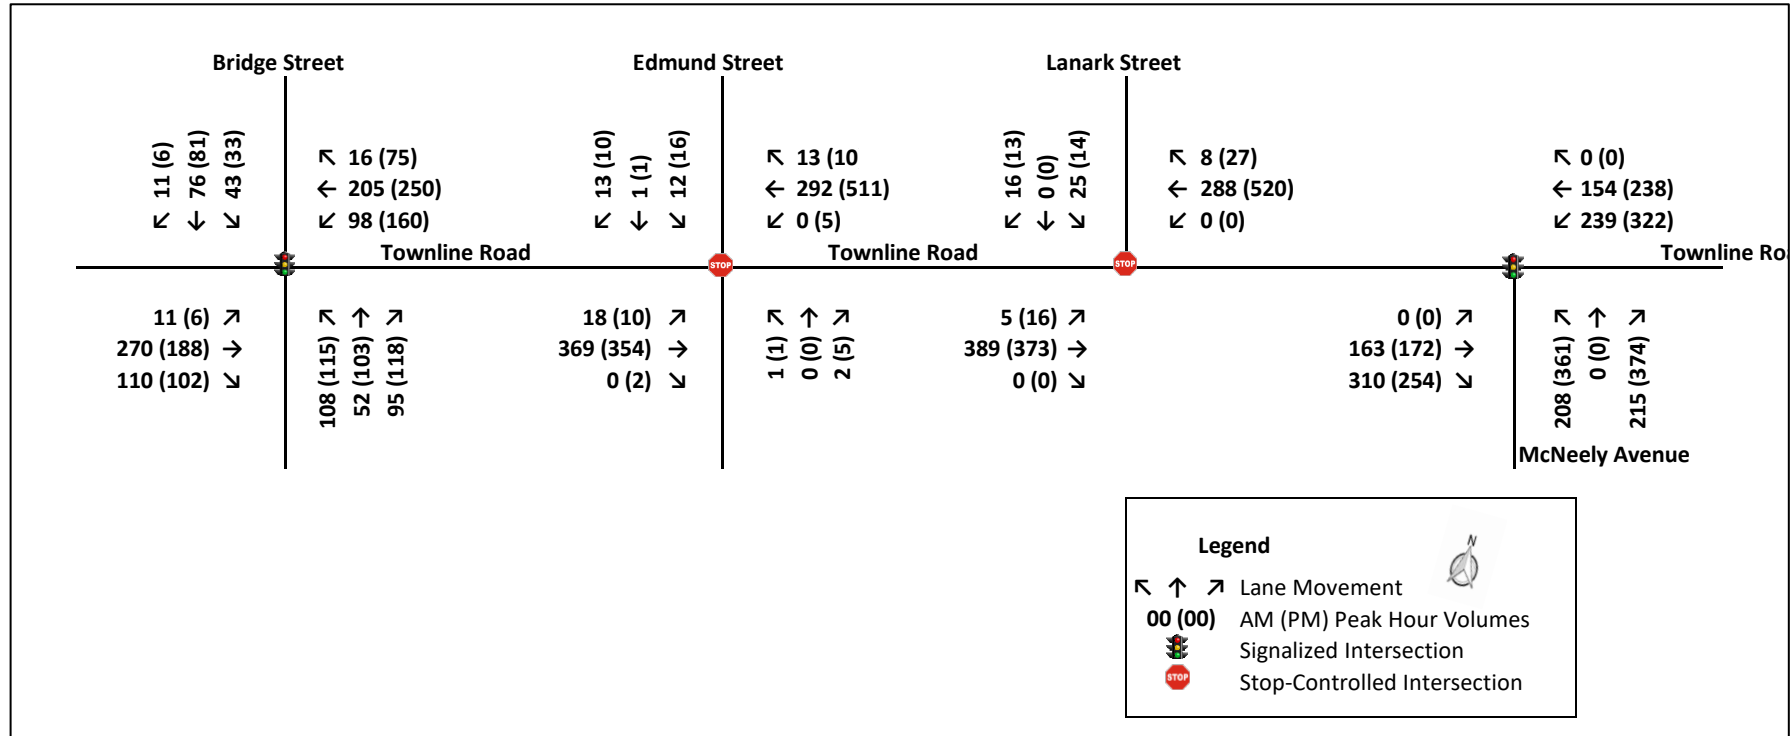 Bridge Street
Edmund Street
Lanark Street
11 (6)
76 (81)
43 (33)
↖ 16 (75)
← 205 (250)
↙ 98 (160)
13 (10)
1 (1)
12 (16)
↖ 13 (10
← 292 (511)
↙ 0 (5)
16 (13)
0 (0)
25 (14)
↖ 8 (27)
← 288 (520)
↙ 0 (0)
↖ 0 (0)
← 154 (238)
↙ 239 (322)
Townline Road
Townline Road
Townline Roa
STOP
STOP
11 (6) ↗
270 (188) →
110 (102) ↘
108 (115)
52 (103)
95 (118)
18 (10) ↗
369 (354) →
0 (2) ↘
1 (1)
0 (0)
2 (5)
5 (16) ↗
389 (373) →
0 (0) ↘
0 (0) ↗
163 (172) →
310 (254) ↘
208 (361)
0 (0)
215 (374)
McNeely Avenue
Legend
N
↖ ↑ ↗ Lane Movement
00 (00) AM (PM) Peak Hour Volumes
Signalized Intersection
STOP Stop-Controlled Intersection